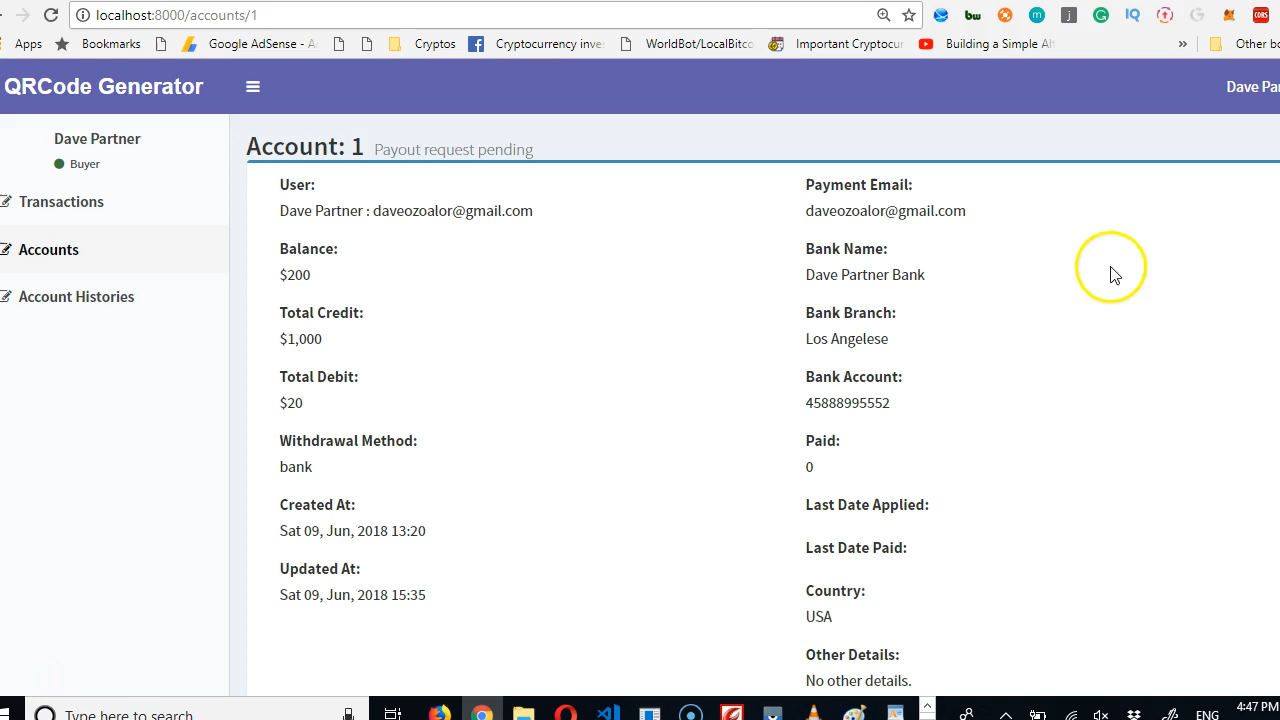 localhost:8000/accounts/1
Apps Bookmarks Google AdSense - A Cryptos Cryptocurrency inve WorldBot/LocalBitco Important Cryptour Building a Simple Alt » Other bo
QRCode Generator
Dave Pa
Dave Partner
Buyer
Transactions
Accounts
Account Histories
Account: 1 Payout request pending
User:
Dave Partner : daveozoalor@gmail.com
Balance:
$200
Total Credit:
$1,000
Total Debit:
$20
Withdrawal Method:
bank
Created At:
Sat 09, Jun, 2018 13:20
Updated At:
Sat 09, Jun, 2018 15:35
Payment Email:
daveozoalor@gmail.com
Bank Name:
Dave Partner Bank
Bank Branch:
Los Angelese
Bank Account:
45888995552
Paid:
0
Last Date Applied:
Last Date Paid:
Country:
USA
Other Details:
No other details.
Type here to search
ENG
4:47 PM